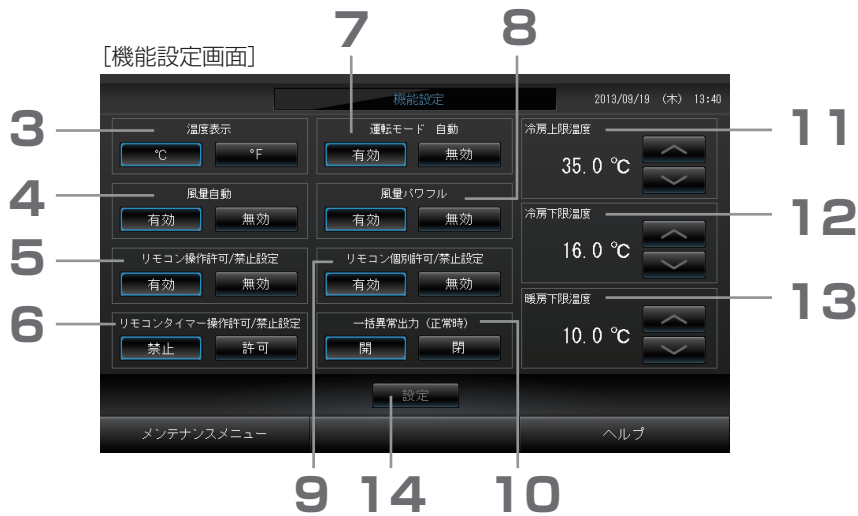 7
8
[機能設定画面]
機能設定
2013/09/19 (木) 13:40
3
温度表示
℃
°F
運転モード 自動
有効
無効
冷房上限温度
35.0 ℃
11
4
風量自動
有効
無効
風量パワフル
有効
無効
冷房下限温度
16.0 ℃
12
5
リモコン操作許可/禁止設定
有効
無効
リモコン個別許可/禁止設定
有効
無効
暖房下限温度
10.0 ℃
13
6
リモコンタイマー操作許可/禁止設定
禁止
許可
一括異常出力（正常時）
開
閉
設定
メンテナンスメニュー
ヘルプ
9
14
10